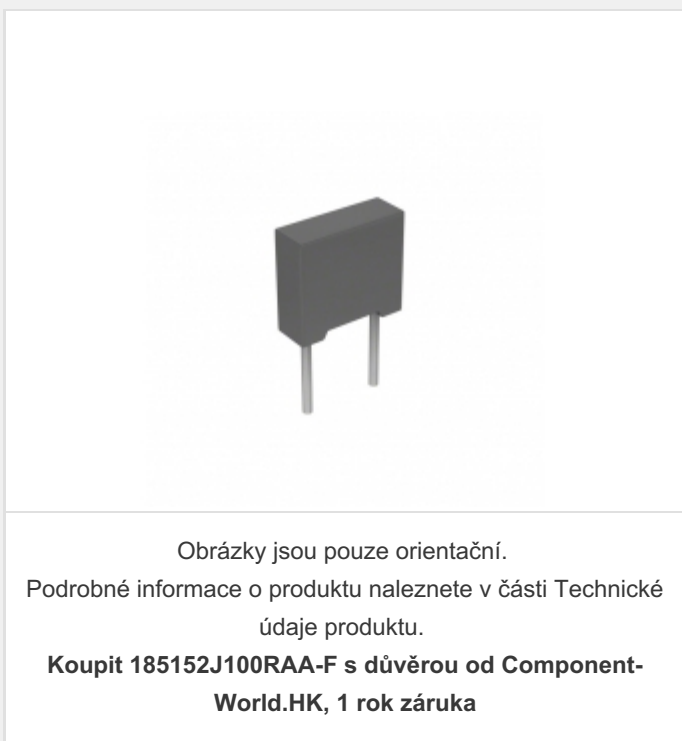 Obrázky jsou pouze orientační.
Podrobné informace o produktu naleznete v části Technické
údaje produktu.
Koupit 185152J100RAA-F s důvěrou od Component-
World.HK, 1 rok záruka